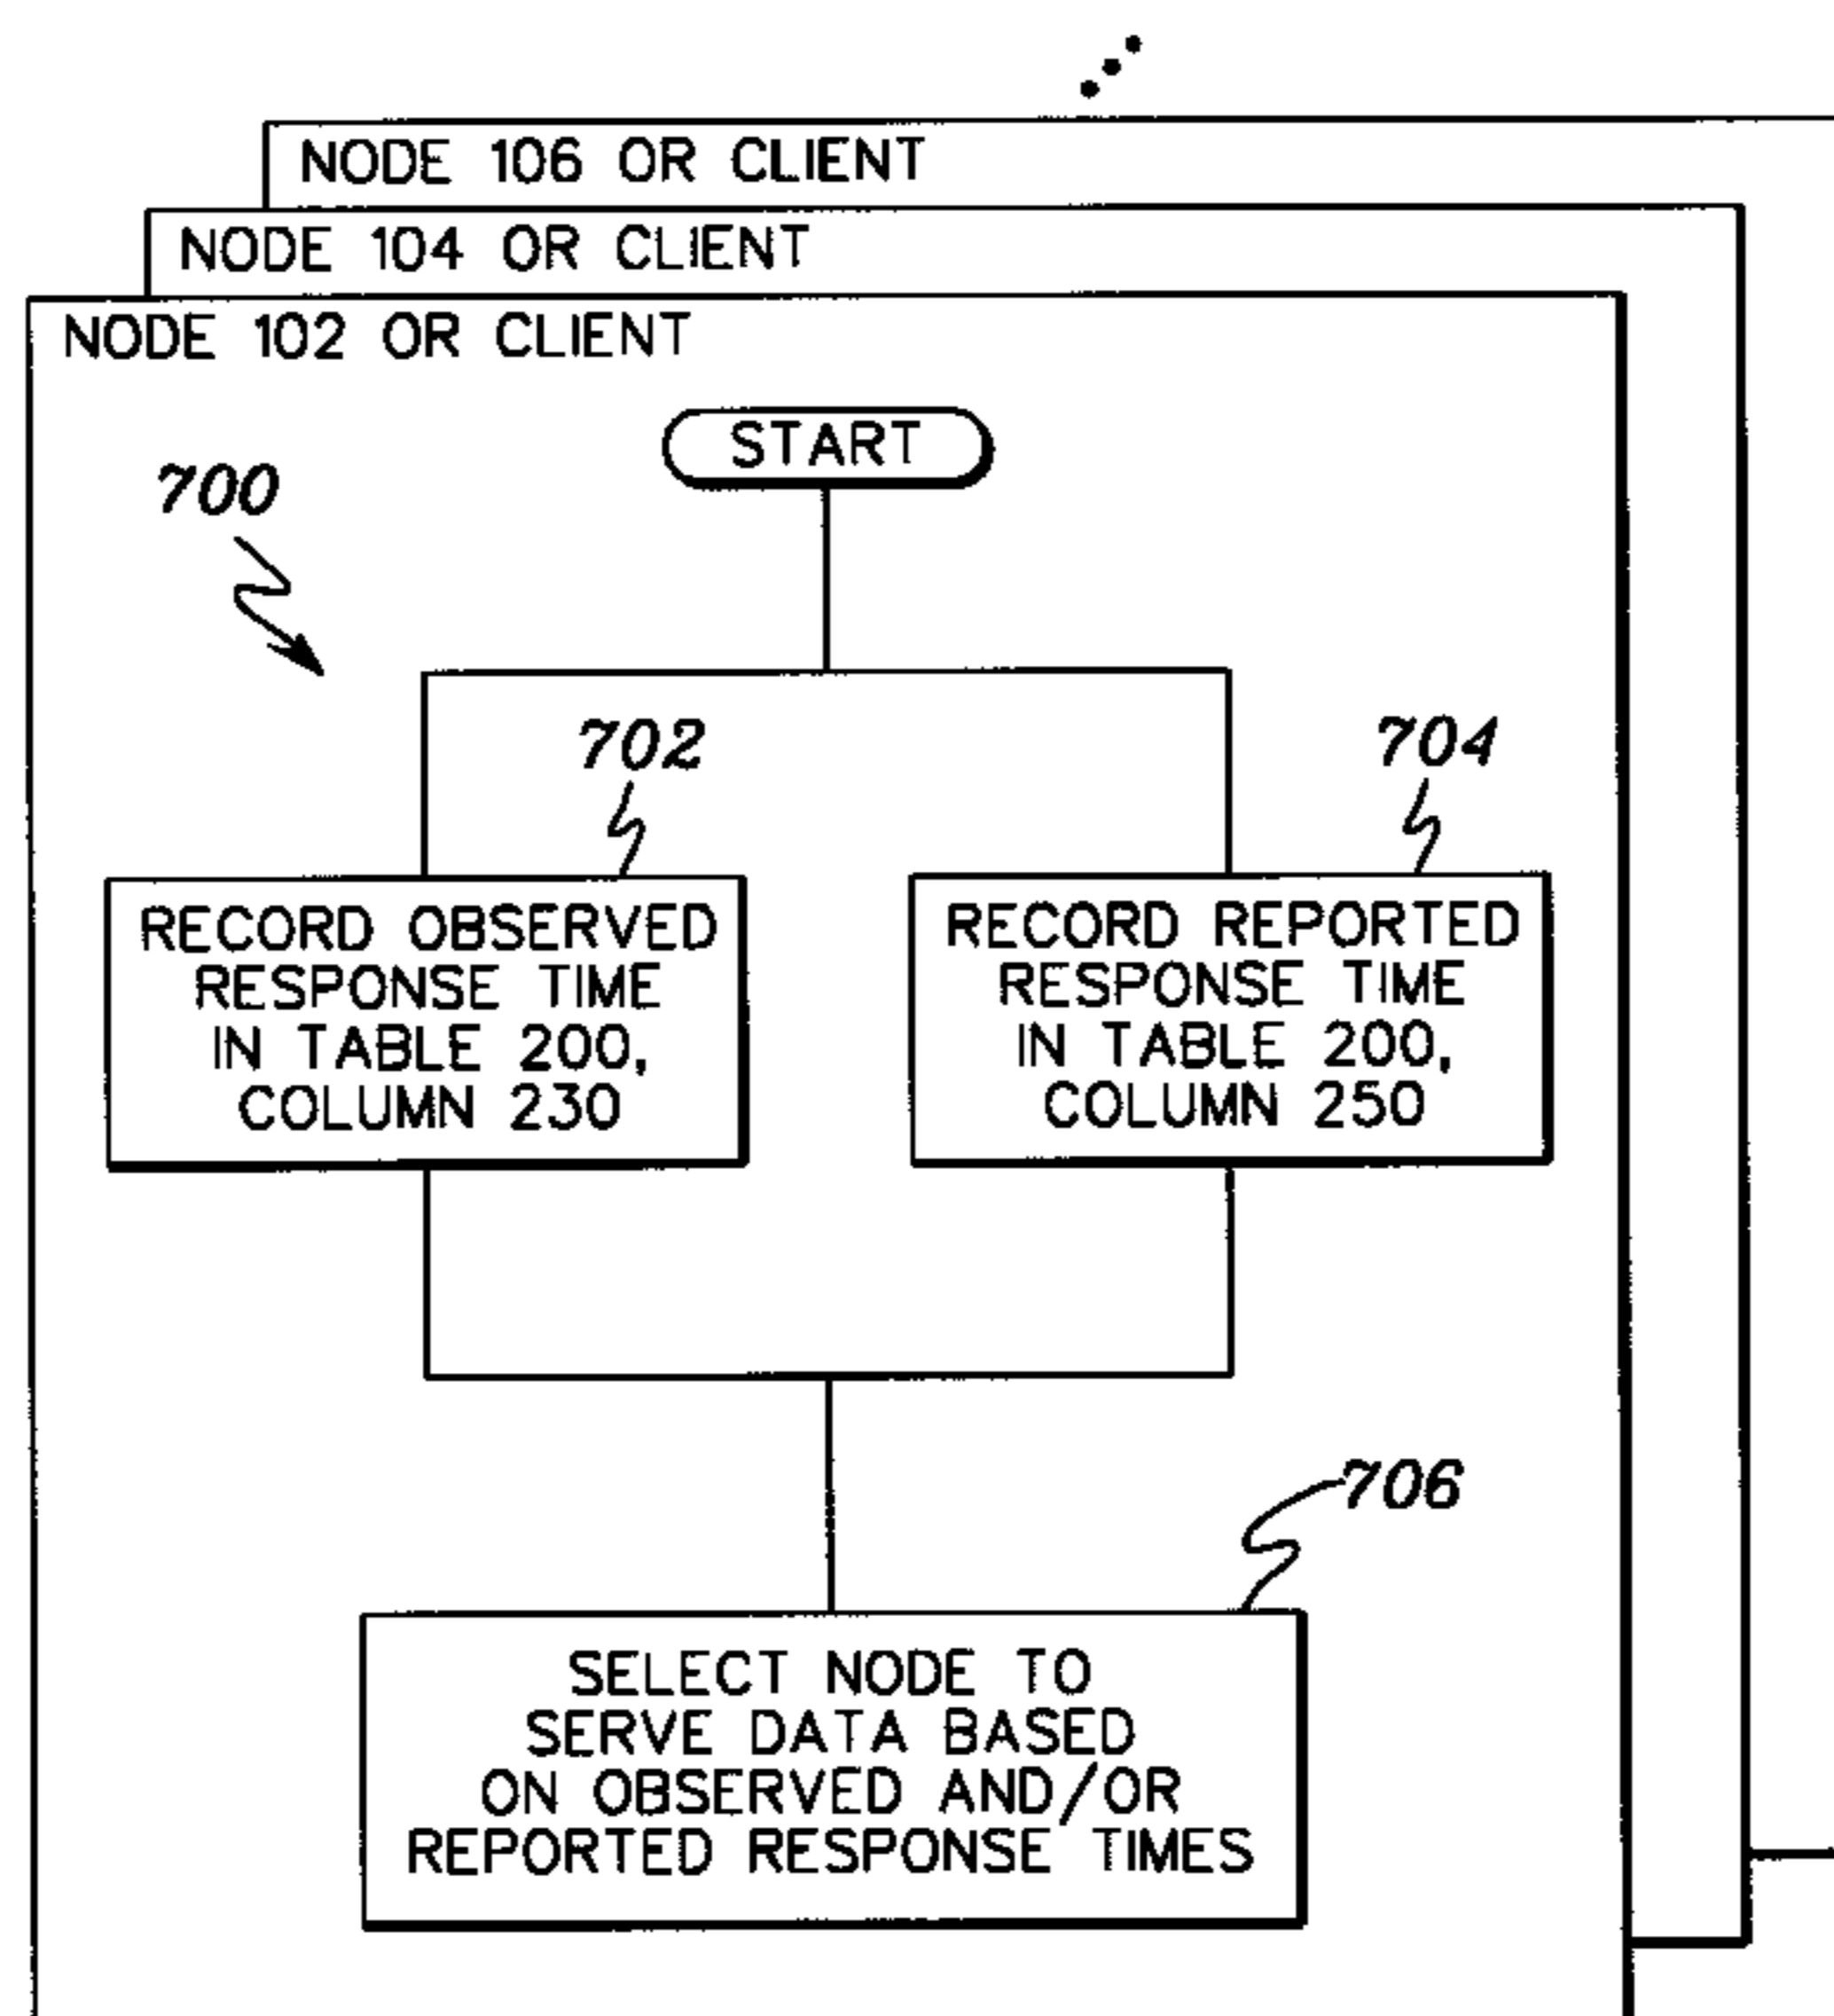 NODE 106 OR CLIENT
NODE 104 OR CLIENT
NODE 102 OR CLIENT
START
700
702
704
RECORD OBSERVED
RESPONSE TIME
IN TABLE 200,
COLUMN 230
RECORD REPORTED
RESPONSE TIME
IN TABLE 200,
COLUMN 250
706
SELECT NODE TO
SERVE DATA BASED
ON OBSERVED AND/OR
REPORTED RESPONSE TIMES